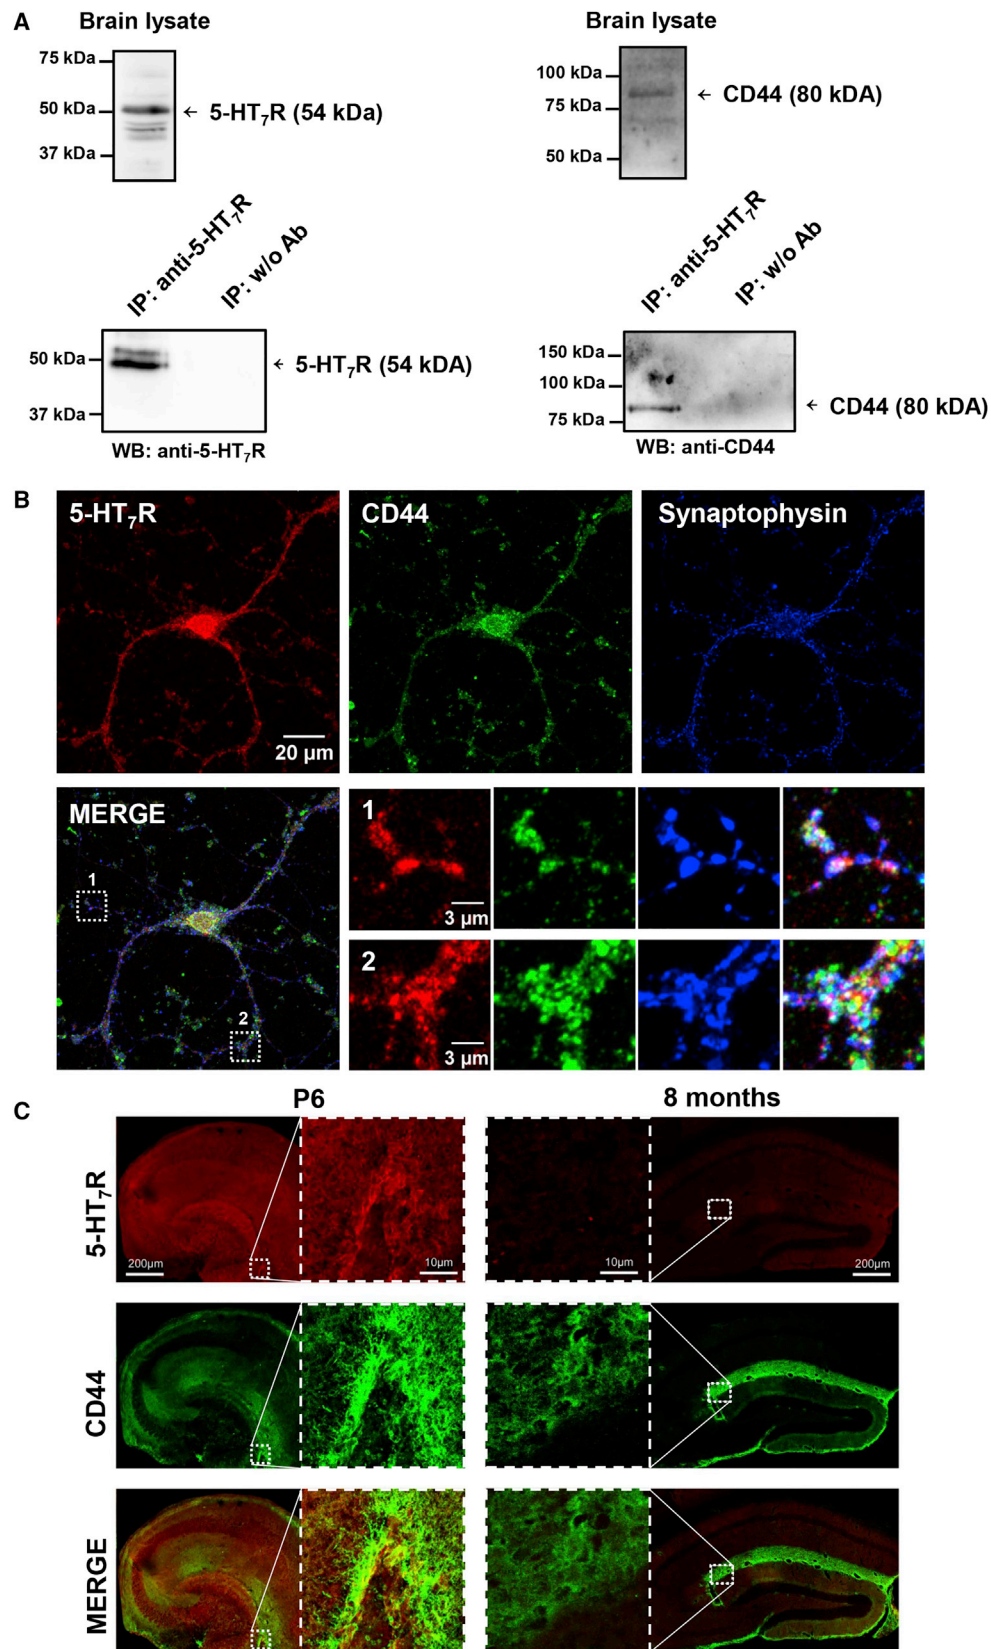 A
Brain lysate
75 kDa
50 kDa
37 kDa
← 5-HT₇R (54 kDa)
Brain lysate
100 kDa
75 kDa
50 kDa
← CD44 (80 kDA)
IP: anti-5-HT₇R
IP: w/o Ab
50 kDa
37 kDa
← 5-HT₇R (54 kDA)
WB: anti-5-HT₇R
IP: anti-5-HT₇R
IP: w/o Ab
150 kDa
100 kDa
75 kDa
← CD44 (80 kDA)
WB: anti-CD44
B
5-HT₇R
20 µm
CD44
Synaptophysin
MERGE
1
2
1
3 µm
2
3 µm
C
P6
8 months
5-HT₇R
200µm
10µm
10µm
200µm
CD44
MERGE